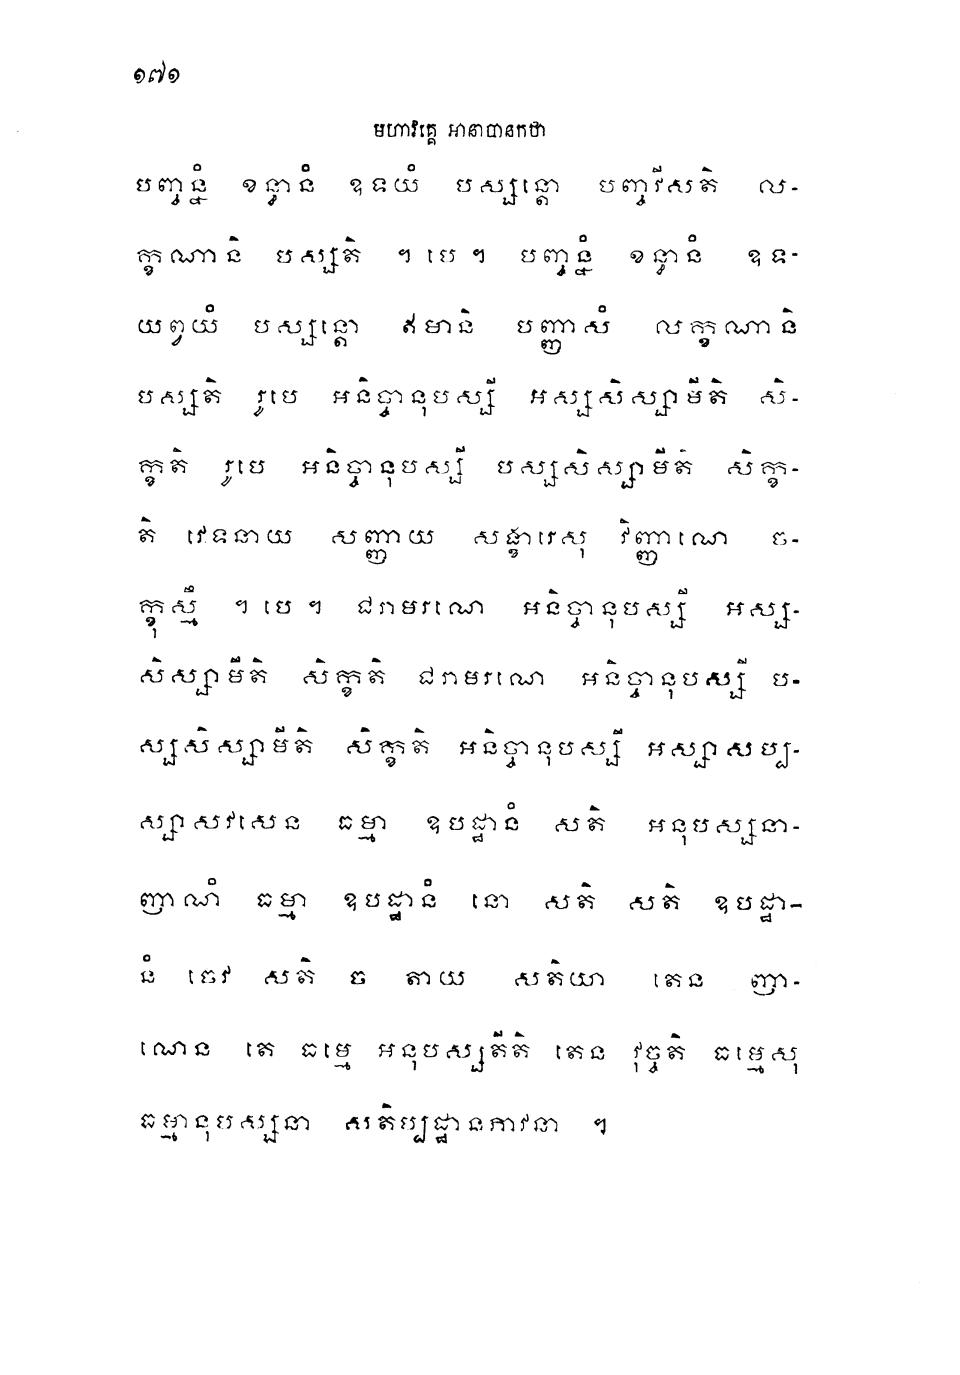 ១៧១
មហាវគ្គេ អានាបានកថា
បញ្ចន្នំ ខន្ធានំ ឧទយំ បស្សន្តោ បញ្ចវីសតិ ល-
ក្ខណានិ បស្សតិ ។ បេ ។ បញ្ចន្នំ ខន្ធានំ ឧទ-
យព្វយំ បស្សន្តោ ឥមានិ បញ្ញាសំ លក្ខណានិ
បស្សតិ រូបេ អនិច្ចានុបស្សី អស្សសិស្សាមីតិ សិ-
ក្ខតិ រូបេ អនិច្ចានុបស្សី បស្សសិស្សាមីតិ សិក្ខ-
តិ វេទនាយ សញ្ញាយ សង្ខារេសុ វិញ្ញាណេ ច-
ក្ខុស្មឹ ។ បេ ។ ជរាមរណេ អនិច្ចានុបស្សី អស្ស-
សិស្សាមីតិ សិក្ខតិ ជរាមរណេ អនិច្ចានុបស្សី ប-
ស្សសិស្សាមីតិ សិក្ខតិ អនិច្ចានុបស្សី អស្សាសប្ប-
ស្សាសវសេន ធម្មា ឧបដ្ឋានំ សតិ អនុបស្សនា-
ញាណំ ធម្មា ឧបដ្ឋានំ នោ សតិ សតិ ឧបដ្ឋា-
នំ ចេវ សតិ ច តាយ សតិយា តេន ញា-
ណេន តេ ធម្មេ អនុបស្សតីតិ តេន វុច្ចតិ ធម្មេសុ
ធម្មានុបស្សនា សតិប្បដ្ឋានភាវនា ។